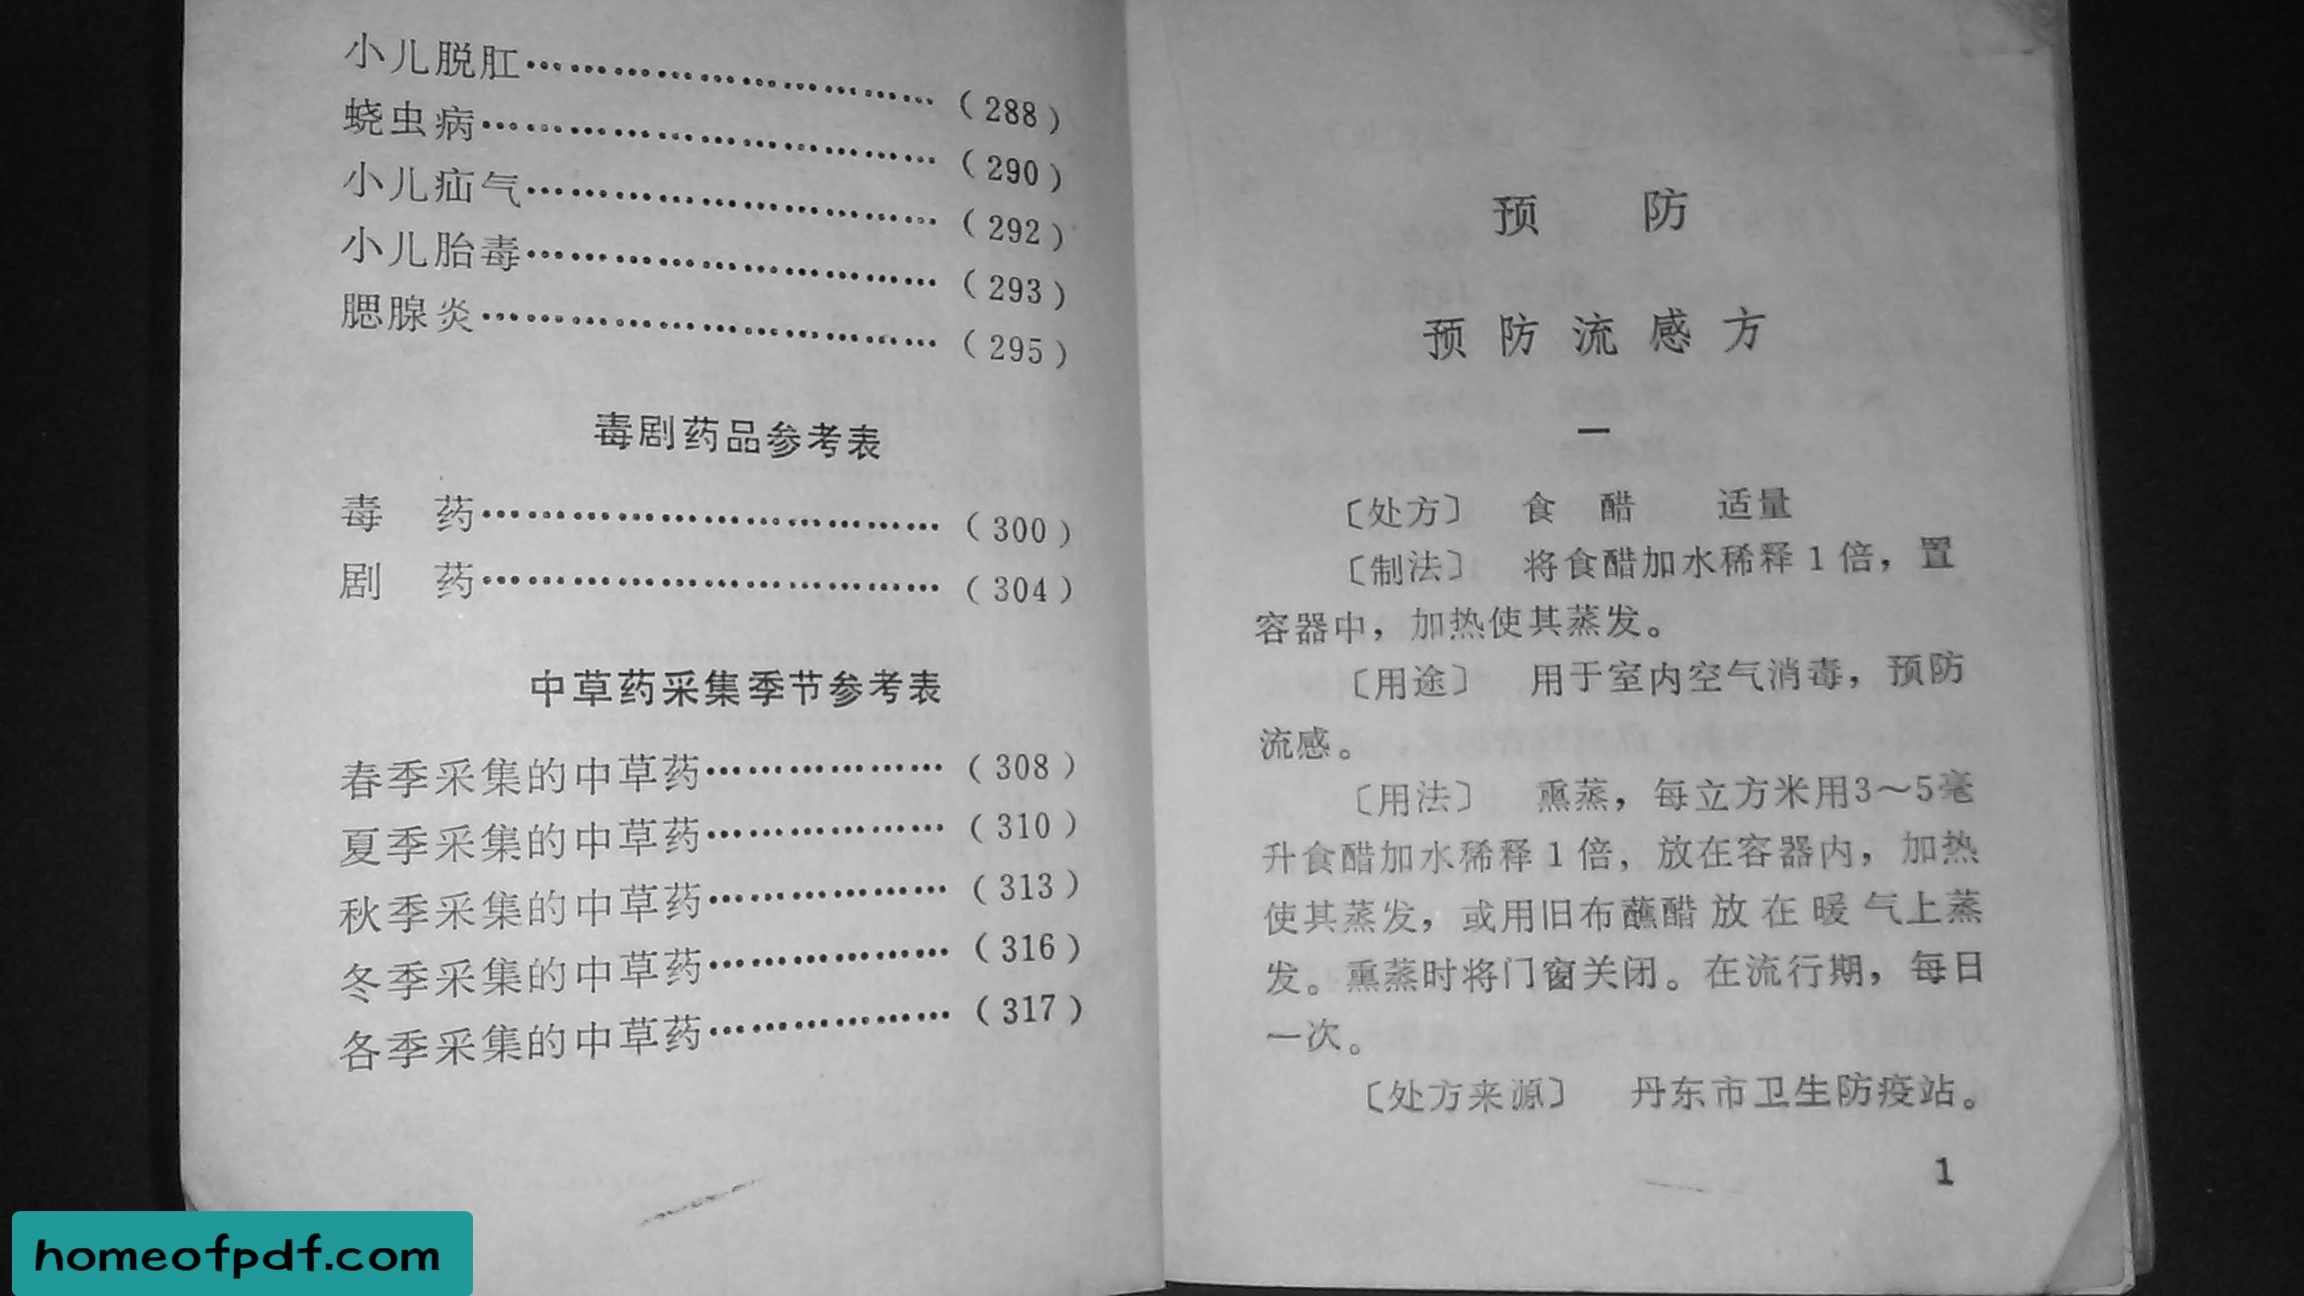 小儿脱肛……………………………(288)
蛲虫病………………………………(290)
小儿疝气……………………………(292)
小儿胎毒……………………………(293)
腮腺炎………………………………(295)
毒剧药品参考表
毒　药………………………………(300)
剧　药………………………………(304)
中草药采集季节参考表
春季采集的中草药…………………(308)
夏季采集的中草药…………………(310)
秋季采集的中草药…………………(313)
冬季采集的中草药…………………(316)
各季采集的中草药…………………(317)
预　防
预防流感方
一
〔处方〕　食　醋　　适量
〔制法〕　将食醋加水稀释1倍，置
容器中，加热使其蒸发。
〔用途〕　用于室内空气消毒，预防
流感。
〔用法〕　熏蒸，每立方米用3～5毫
升食醋加水稀释1倍，放在容器内，加热
使其蒸发，或用旧布蘸醋放在暖气上蒸
发。熏蒸时将门窗关闭。在流行期，每日
一次。
〔处方来源〕　丹东市卫生防疫站。
1
homeofpdf.com